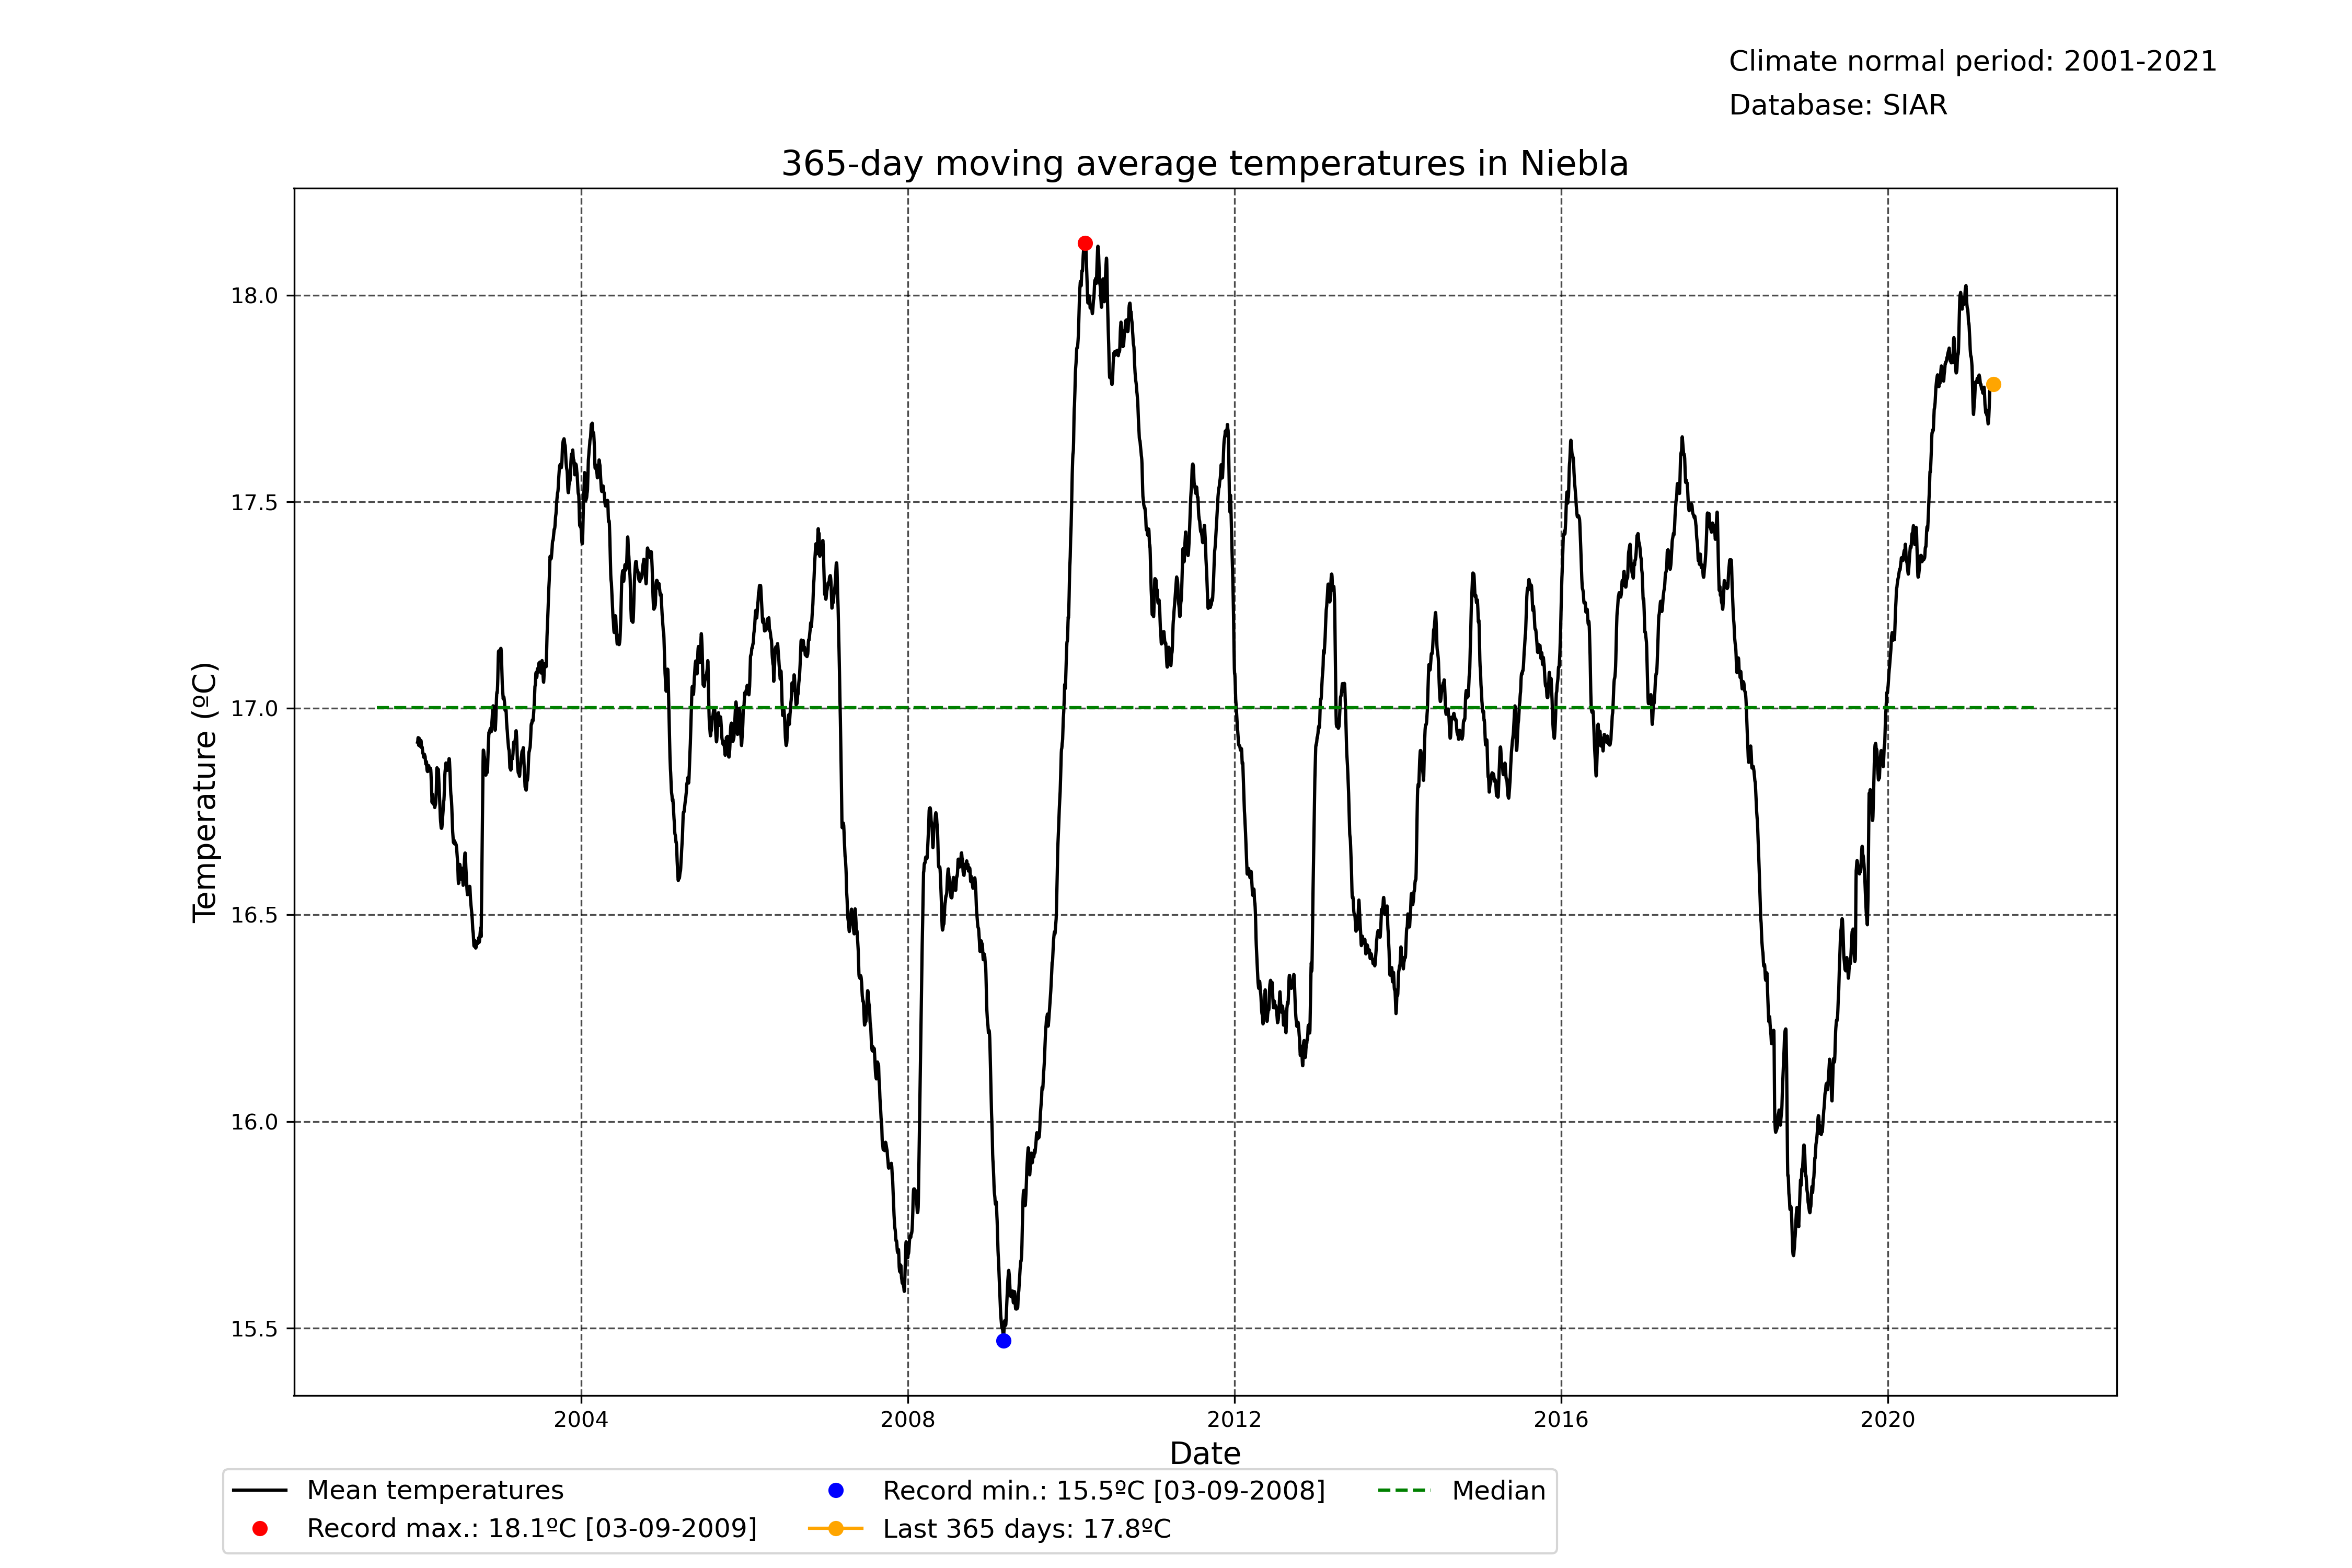 Climate normal period: 2001-2021
Database: SIAR
365-day moving average temperatures in Niebla
Temperature (ºC)
18.0
17.5
17.0
16.5
16.0
15.5
2004
2008
2012
2016
2020
Date
Mean temperatures
Record max.: 18.1ºC [03-09-2009]
Record min.: 15.5ºC [03-09-2008]
Last 365 days: 17.8ºC
Median